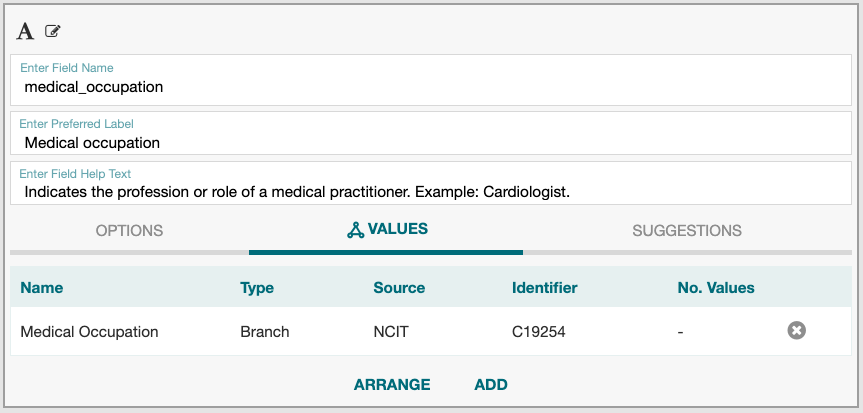 A
Enter Field Name
medical_occupation
Enter Preferred Label
Medical occupation
Enter Field Help Text
Indicates the profession or role of a medical practitioner. Example: Cardiologist.
OPTIONS VALUES SUGGESTIONS
Name Type Source Identifier No. Values
Medical Occupation Branch NCIT C19254 -
ARRANGE ADD